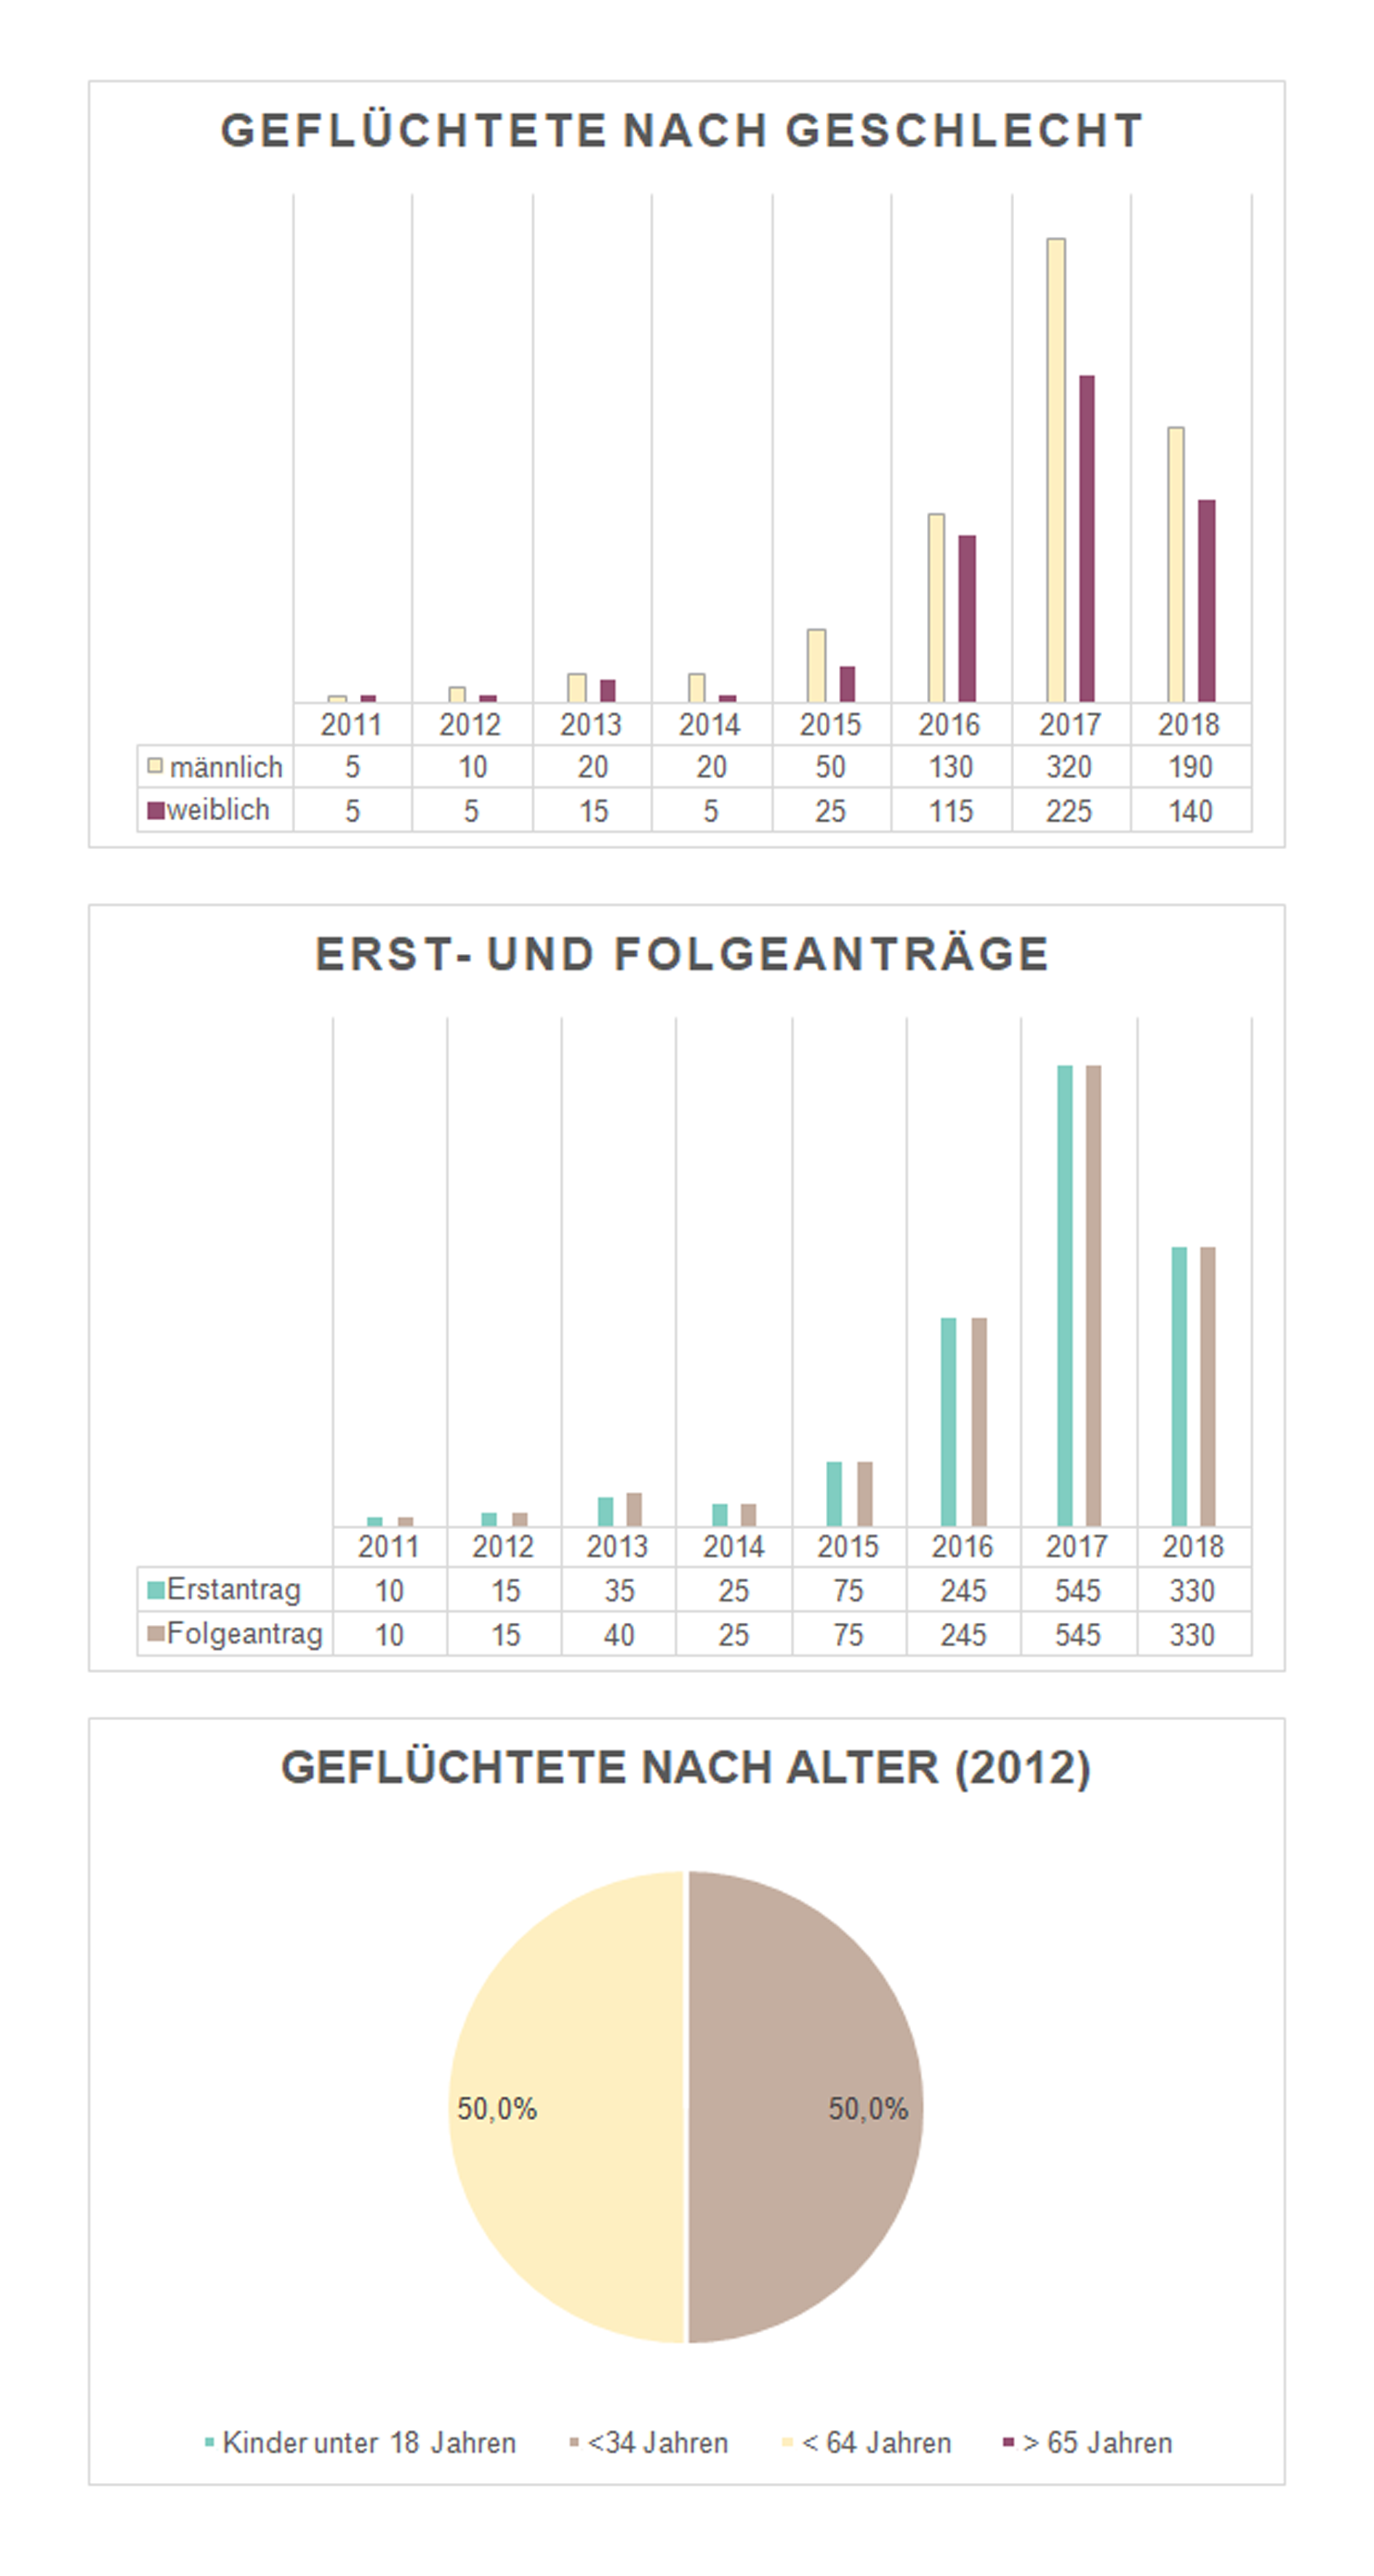 GEFLÜCHTETE NACH GESCHLECHT
2011 2012 2013 2014 2015 2016 2017 2018
männlich 5 10 20 20 50 130 320 190
weiblich 5 5 15 5 25 115 225 140
ERST- UND FOLGEANTRÄGE
2011 2012 2013 2014 2015 2016 2017 2018
Erstantrag 10 15 35 25 75 245 545 330
Folgeantrag 10 15 40 25 75 245 545 330
GEFLÜCHTETE NACH ALTER (2012)
50,0% 50,0%
Kinder unter 18 Jahren <34 Jahren < 64 Jahren > 65 Jahren